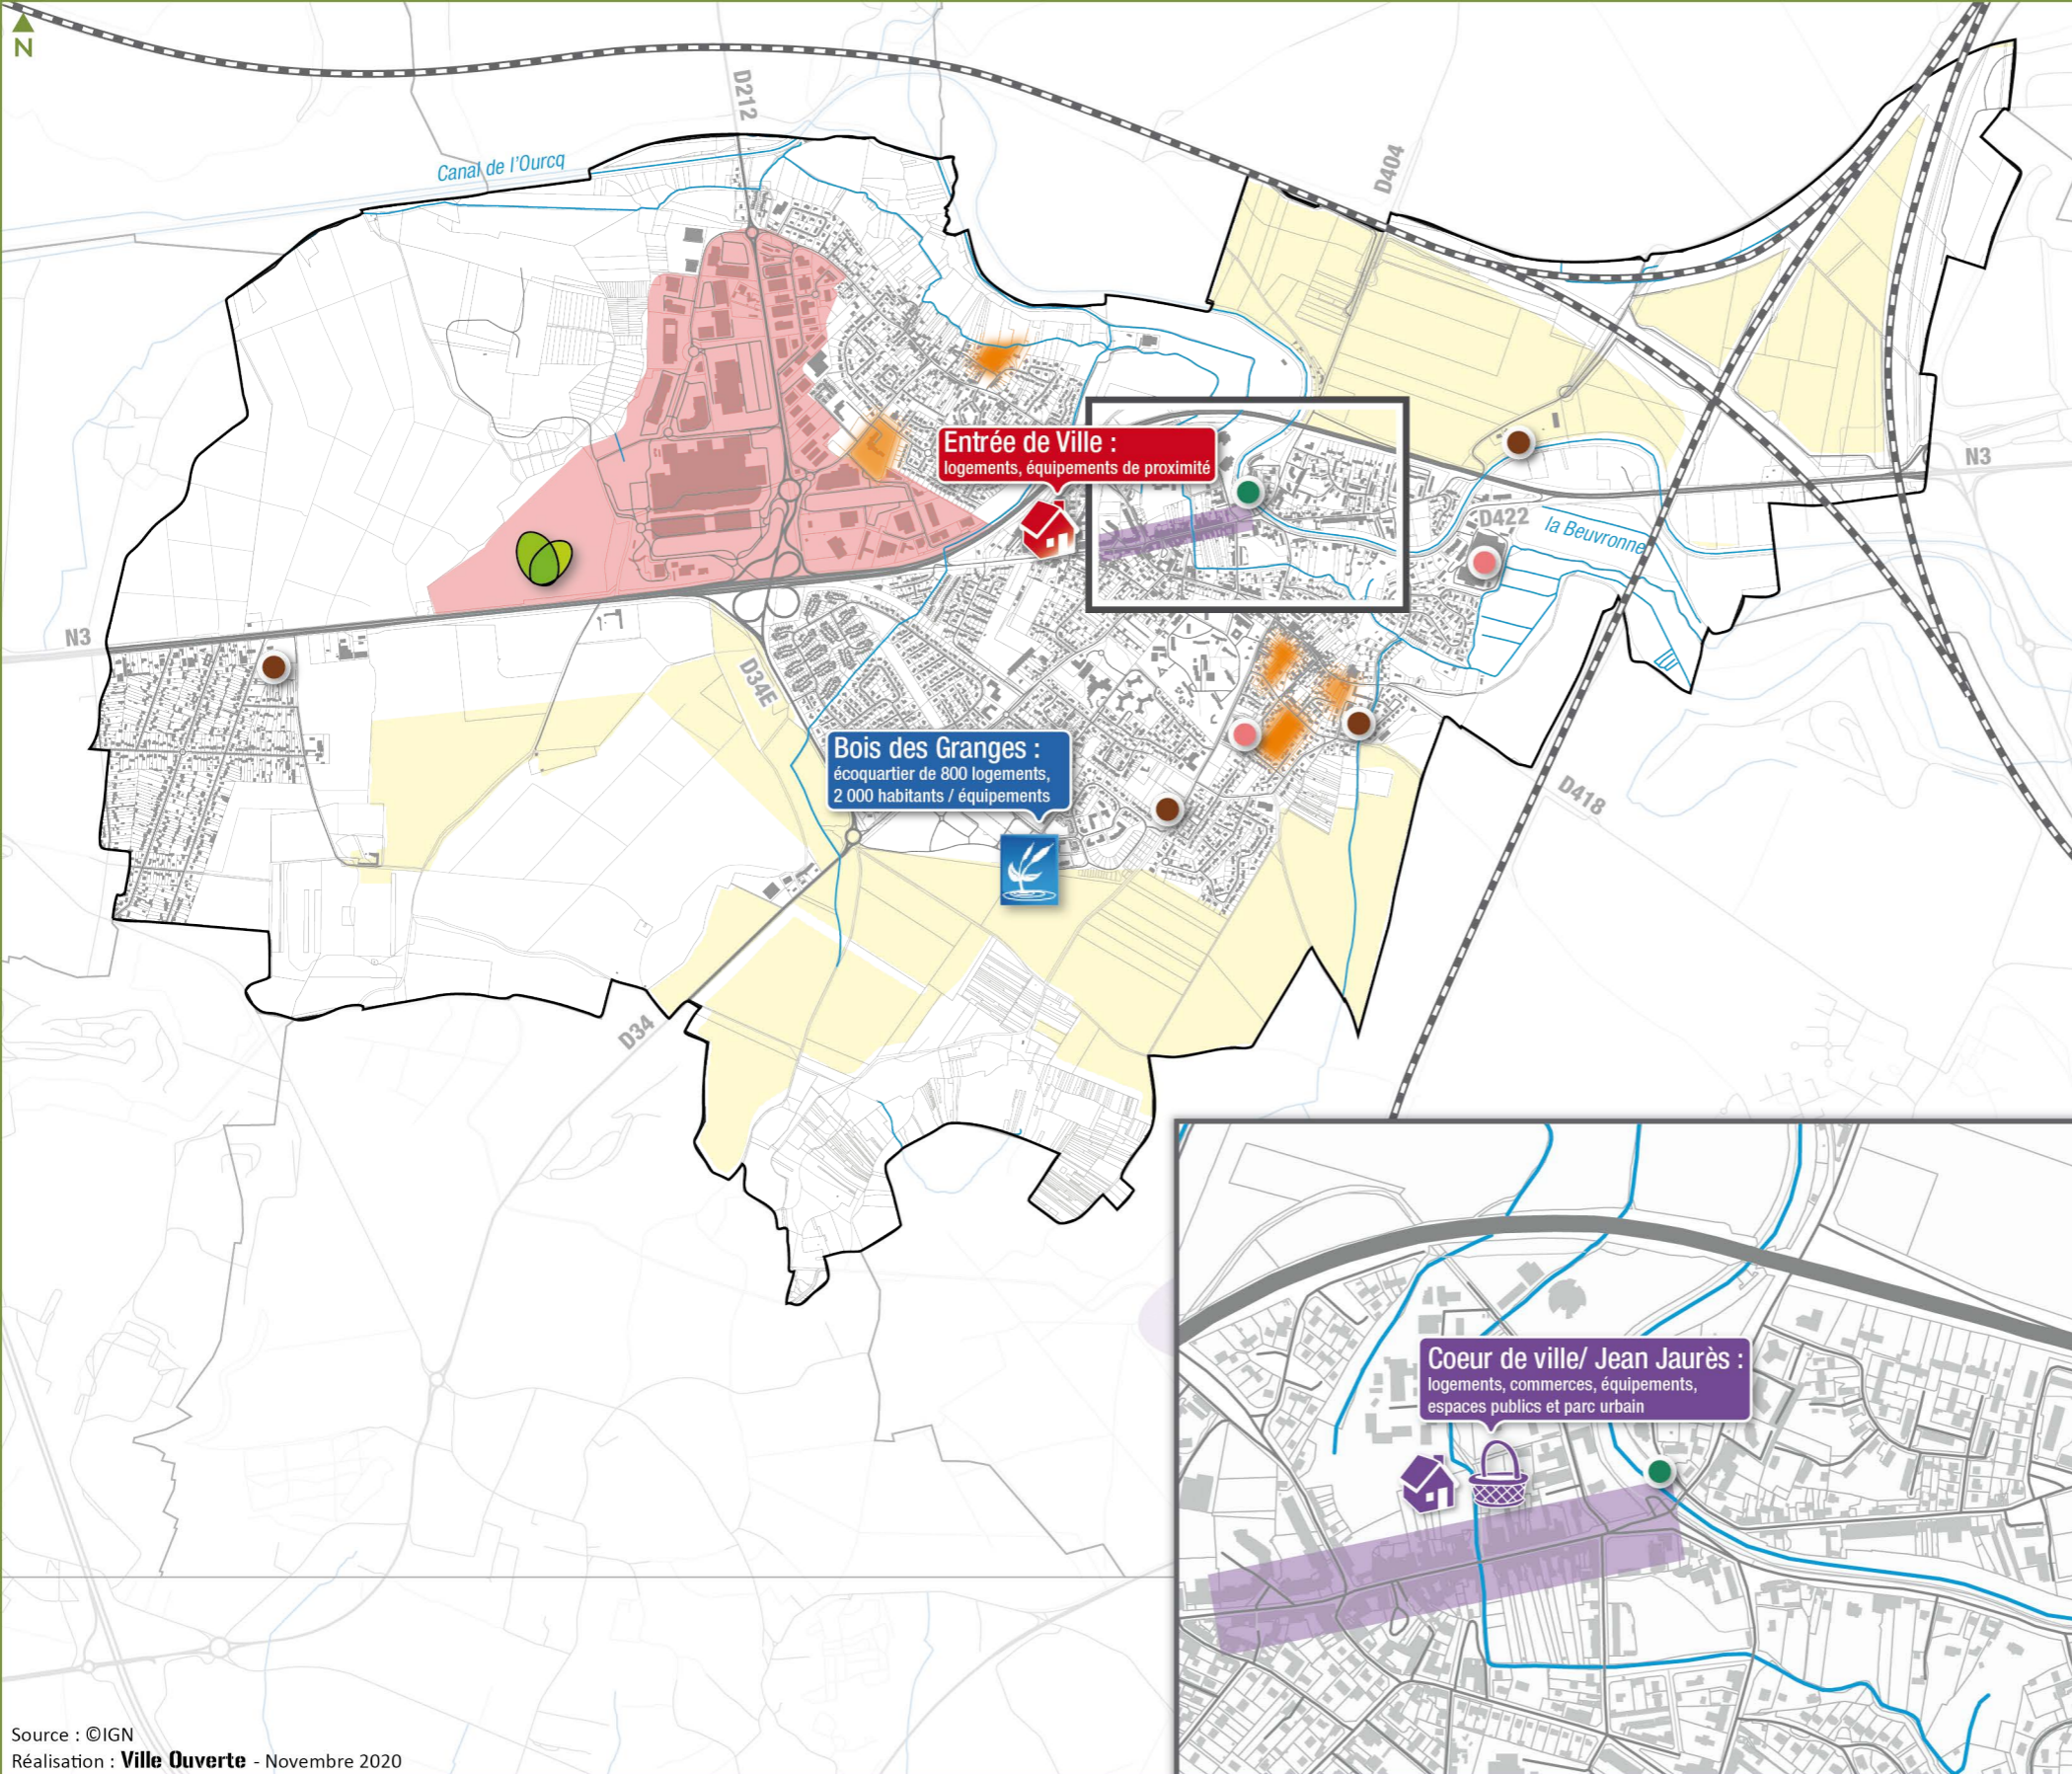 N
D212
Canal de l'Ourcq
D404
Entrée de Ville :
logements, équipements de proximité
N3
D422
la Beuvronne
N3
D34E
Bois des Granges :
écoquartier de 800 logements,
2 000 habitants / équipements
D418
D34
Coeur de ville/ Jean Jaurès :
logements, commerces, équipements,
espaces publics et parc urbain
Source : ©IGN
Réalisation : Ville Ouverte - Novembre 2020